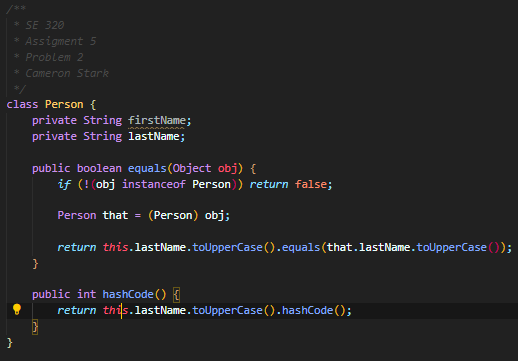 /**
 * SE 320
 * Assigment 5
 * Problem 2
 * Cameron Stark
 */
class Person {
    private String firstName;
    private String lastName;

    public boolean equals(Object obj) {
        if (!(obj instanceof Person)) return false;

        Person that = (Person) obj;

        return this.lastName.toUpperCase().equals(that.lastName.toUpperCase());
    }

    public int hashCode() {
        return this.lastName.toUpperCase().hashCode();
    }
}